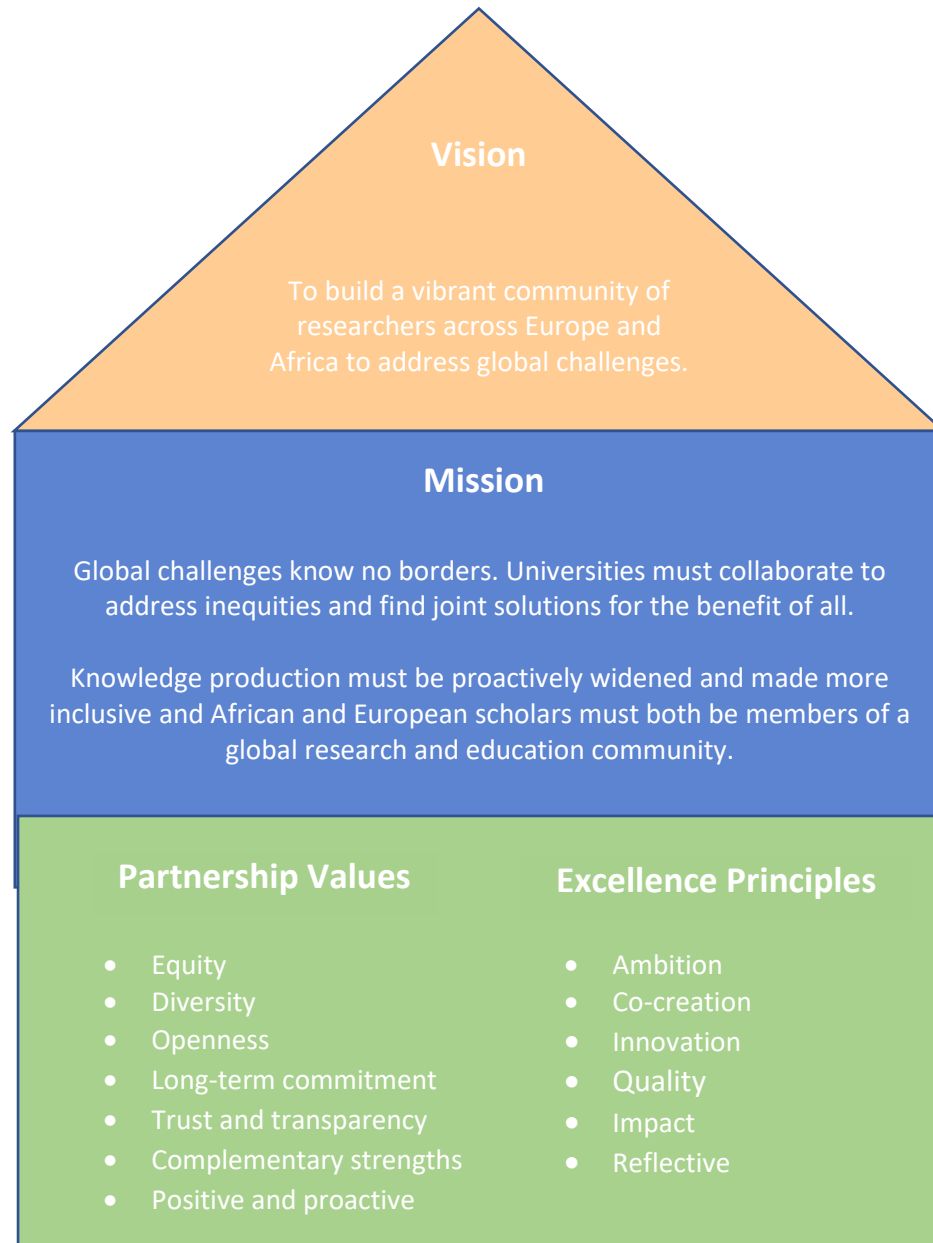 Vision
To build a vibrant community of
researchers across Europe and
Africa to address global challenges.
Mission
Global challenges know no borders. Universities must collaborate to
address inequities and find joint solutions for the benefit of all.
Knowledge production must be proactively widened and made more
inclusive and African and European scholars must both be members of a
global research and education community.
Partnership Values
• Equity
• Diversity
• Openness
• Long-term commitment
• Trust and transparency
• Complementary strengths
• Positive and proactive
Excellence Principles
• Ambition
• Co-creation
• Innovation
• Quality
• Impact
• Reflective